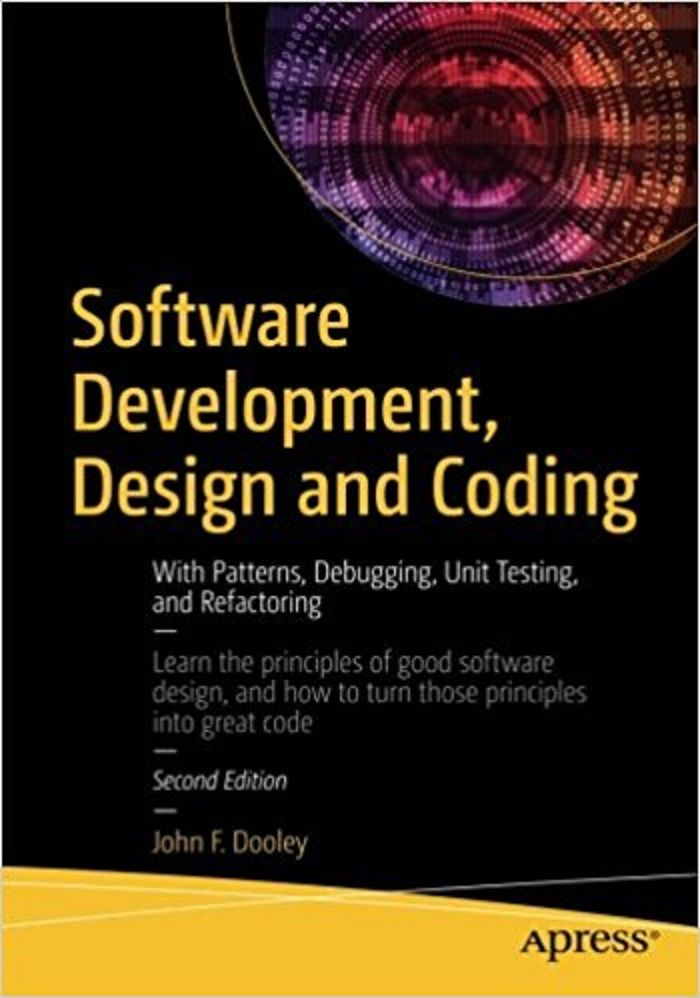 Software
Development,
Design and Coding
With Patterns, Debugging, Unit Testing,
and Refactoring
—
Learn the principles of good software
design, and how to turn those principles
into great code
—
Second Edition
—
John F. Dooley
Apress®